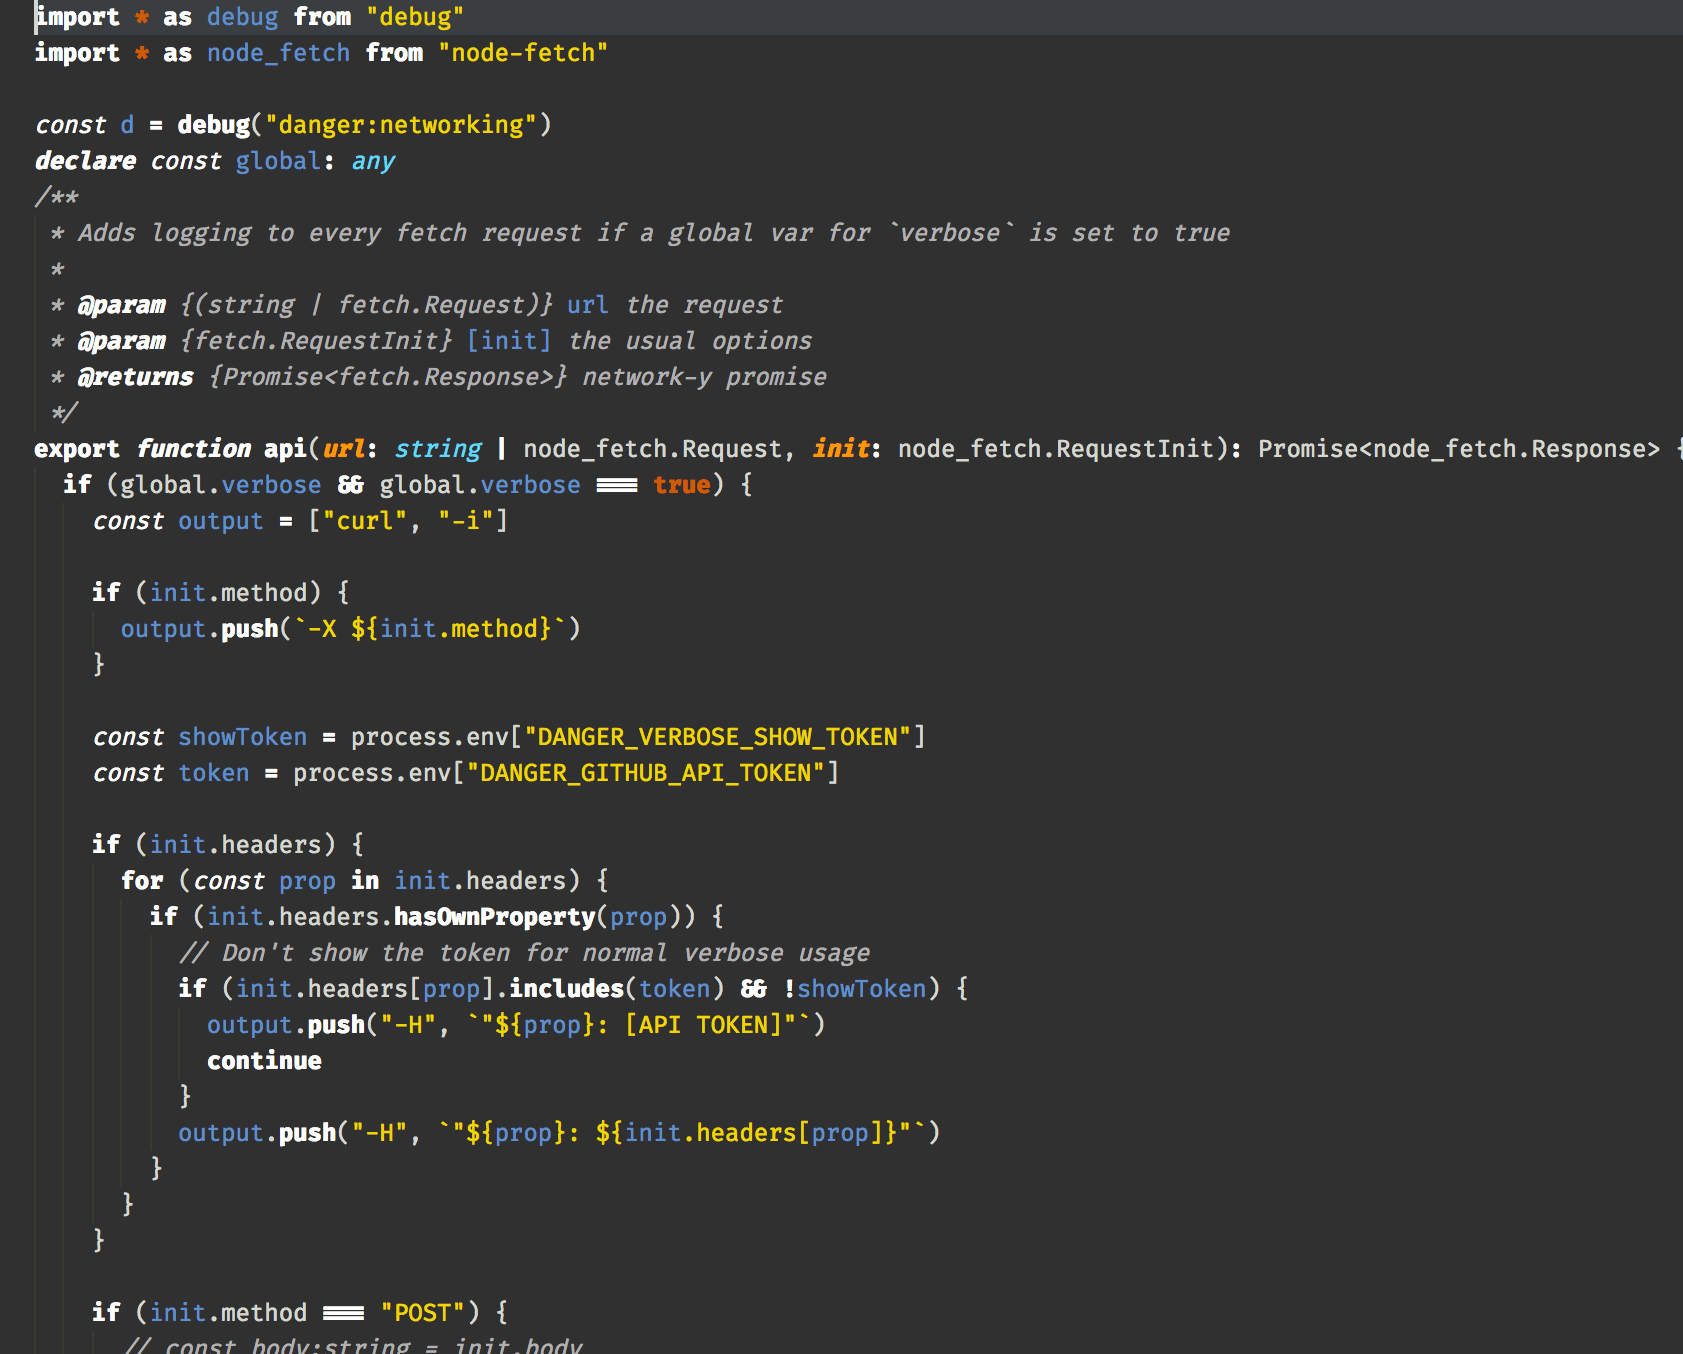 import * as debug from "debug"
import * as node_fetch from "node-fetch"

const d = debug("danger:networking")
declare const global: any
/**
 * Adds logging to every fetch request if a global var for `verbose` is set to true
 *
 * @param {(string | fetch.Request)} url the request
 * @param {fetch.RequestInit} [init] the usual options
 * @returns {Promise<fetch.Response>} network-y promise
 */
export function api(url: string | node_fetch.Request, init: node_fetch.RequestInit): Promise<node_fetch.Response> {
  if (global.verbose && global.verbose === true) {
    const output = ["curl", "-i"]

    if (init.method) {
      output.push(`-X ${init.method}`)
    }

    const showToken = process.env["DANGER_VERBOSE_SHOW_TOKEN"]
    const token = process.env["DANGER_GITHUB_API_TOKEN"]

    if (init.headers) {
      for (const prop in init.headers) {
        if (init.headers.hasOwnProperty(prop)) {
          // Don't show the token for normal verbose usage
          if (init.headers[prop].includes(token) && !showToken) {
            output.push("-H", `"${prop}: [API TOKEN]"`)
            continue
          }
          output.push("-H", `"${prop}: ${init.headers[prop]}"`)
        }
      }
    }

    if (init.method === "POST") {
      // const body:string = init.body